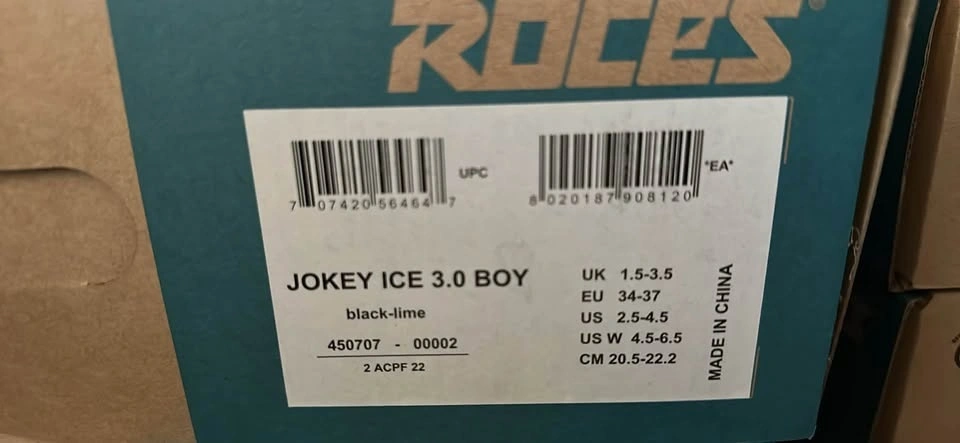 ROCES®
UPC
7 07420 56464 7
*EA*
8 020187 908120
JOKEY ICE 3.0 BOY
black-lime
450707 - 00002
2 ACPF 22
UK 1.5-3.5
EU 34-37
US 2.5-4.5
US W 4.5-6.5
CM 20.5-22.2
MADE IN CHINA